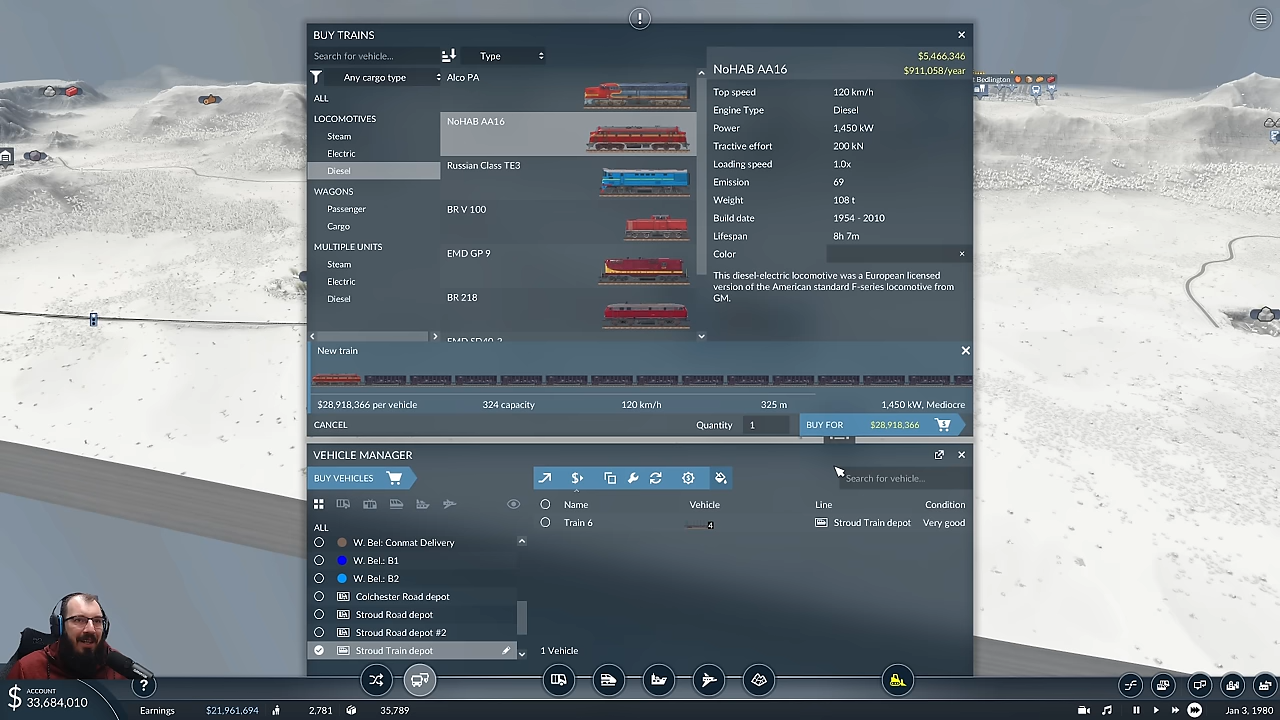 BUY TRAINS
Search for vehicle...
Type
Any cargo type
ALL
LOCOMOTIVES
Steam
Electric
Diesel
WAGONS
Passenger
Cargo
MULTIPLE UNITS
Steam
Electric
Diesel
Alco PA
NoHAB AA16
Russian Class TE3
BR V 100
EMD GP 9
BR 218
EMD SD40-2
$5,466,346
NoHAB AA16
$911,058/year
Top speed 120 km/h
Engine Type Diesel
Power 1,450 kW
Tractive effort 200 kN
Loading speed 1.0x
Emission 69
Weight 108 t
Build date 1954 - 2010
Lifespan 8h 7m
Color
This diesel-electric locomotive was a European licensed
version of the American standard F-series locomotive from
GM.
Bedlington
New train
$28,918,366 per vehicle 324 capacity 120 km/h 325 m 1,450 kW, Mediocre
CANCEL Quantity 1 BUY FOR $28,918,366
VEHICLE MANAGER
BUY VEHICLES
Search for vehicle...
Name Vehicle Line Condition
Train 6 4 Stroud Train depot Very good
ALL
W. Bel: Conmat Delivery
W. Bel.: B1
W. Bel.: B2
Colchester Road depot
Stroud Road depot
Stroud Road depot #2
Stroud Train depot
1 Vehicle
ACCOUNT
$ 33,684,010
?
Earnings $21,961,694 2,781 35,789
Jan 3, 1980